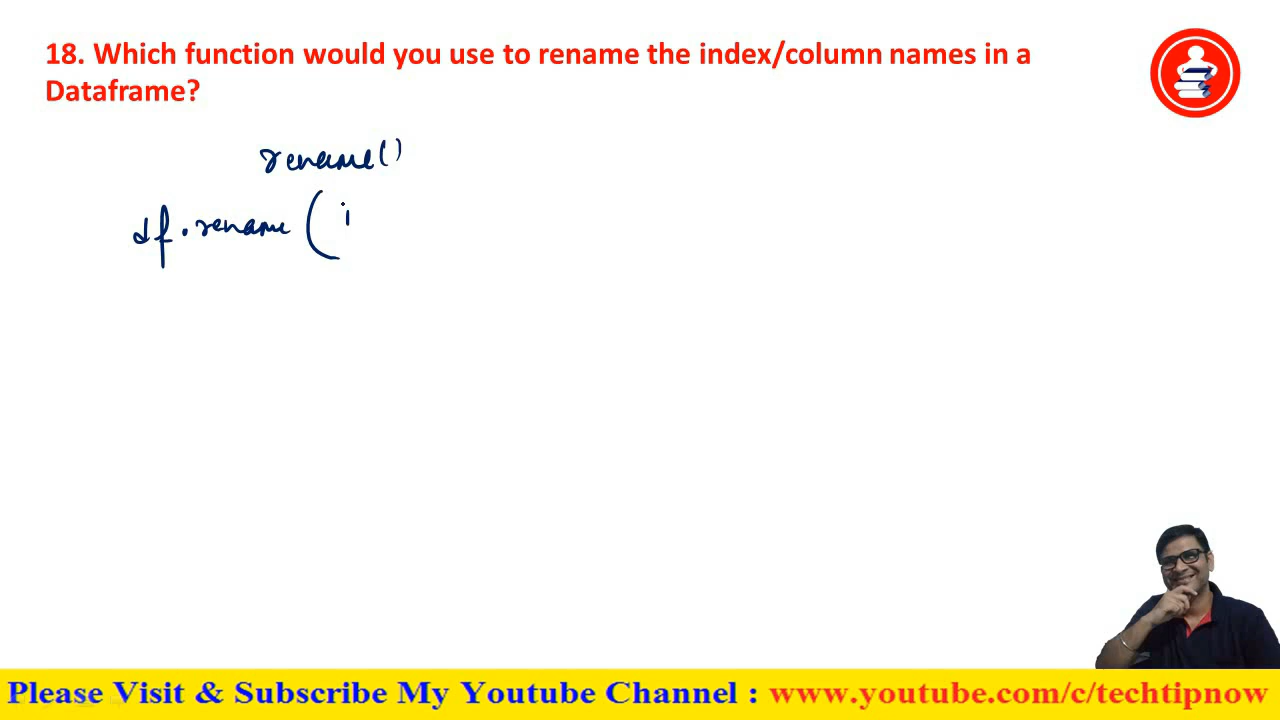 18. Which function would you use to rename the index/column names in a
Dataframe?
rename()
df.rename( i
Please Visit & Subscribe My Youtube Channel : www.youtube.com/c/techtipnow